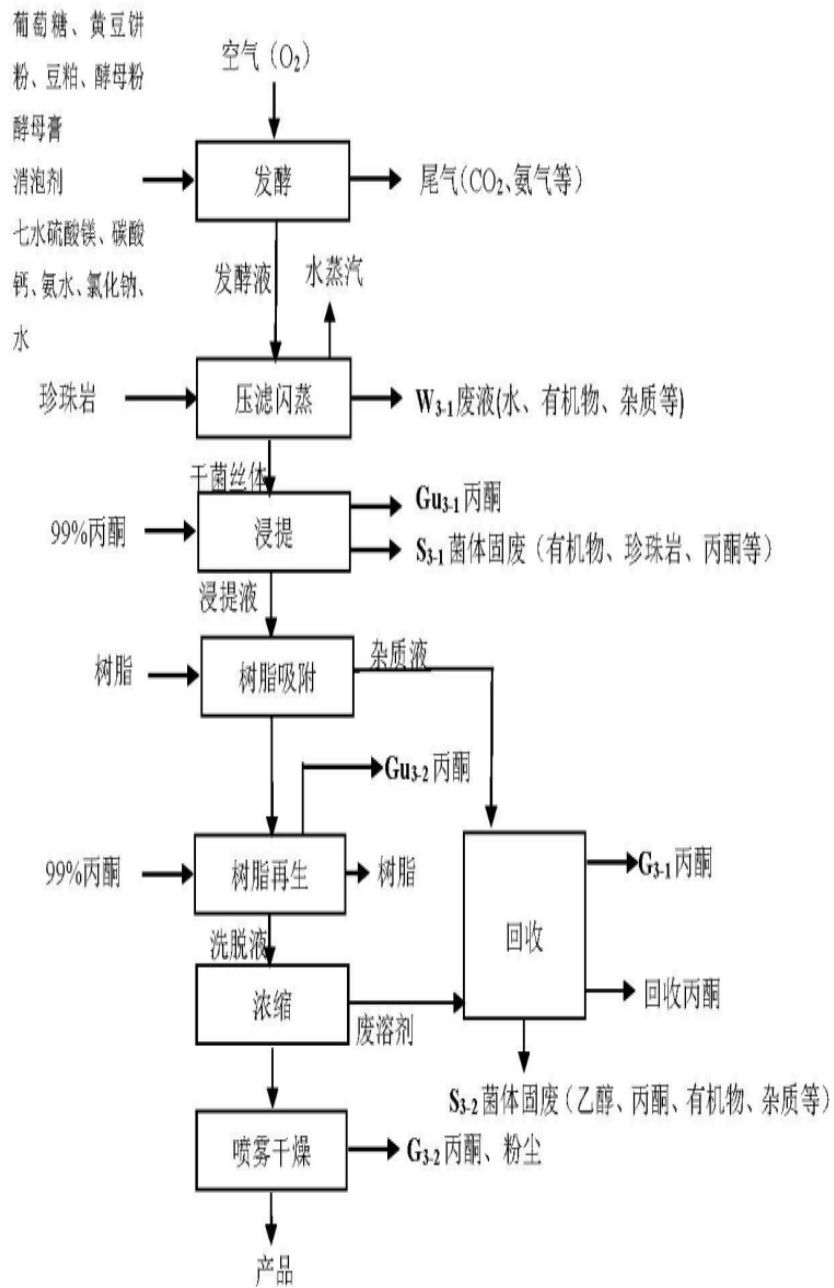 葡萄糖、黄豆饼
粉、豆粕、酵母粉
酵母膏
消泡剂
七水硫酸镁、碳酸
钙、氨水、氯化钠、
水
空气（O₂）
发酵
尾气(CO₂、氨气等）
发酵液
水蒸汽
珍珠岩
压滤闪蒸
W₃₋₁废液(水、有机物、杂质等)
干菌丝体
99%丙酮
浸提
Gu₃₋₁丙酮
S₃₋₁菌体固废（有机物、珍珠岩、丙酮等）
浸提液
树脂
树脂吸附
杂质液
Gu₃₋₂丙酮
99%丙酮
树脂再生
树脂
回收
G₃₋₁丙酮
回收丙酮
洗脱液
浓缩
废溶剂
S₃₋₂菌体固废（乙醇、丙酮、有机物、杂质等）
喷雾干燥
G₃₋₂丙酮、粉尘
产品